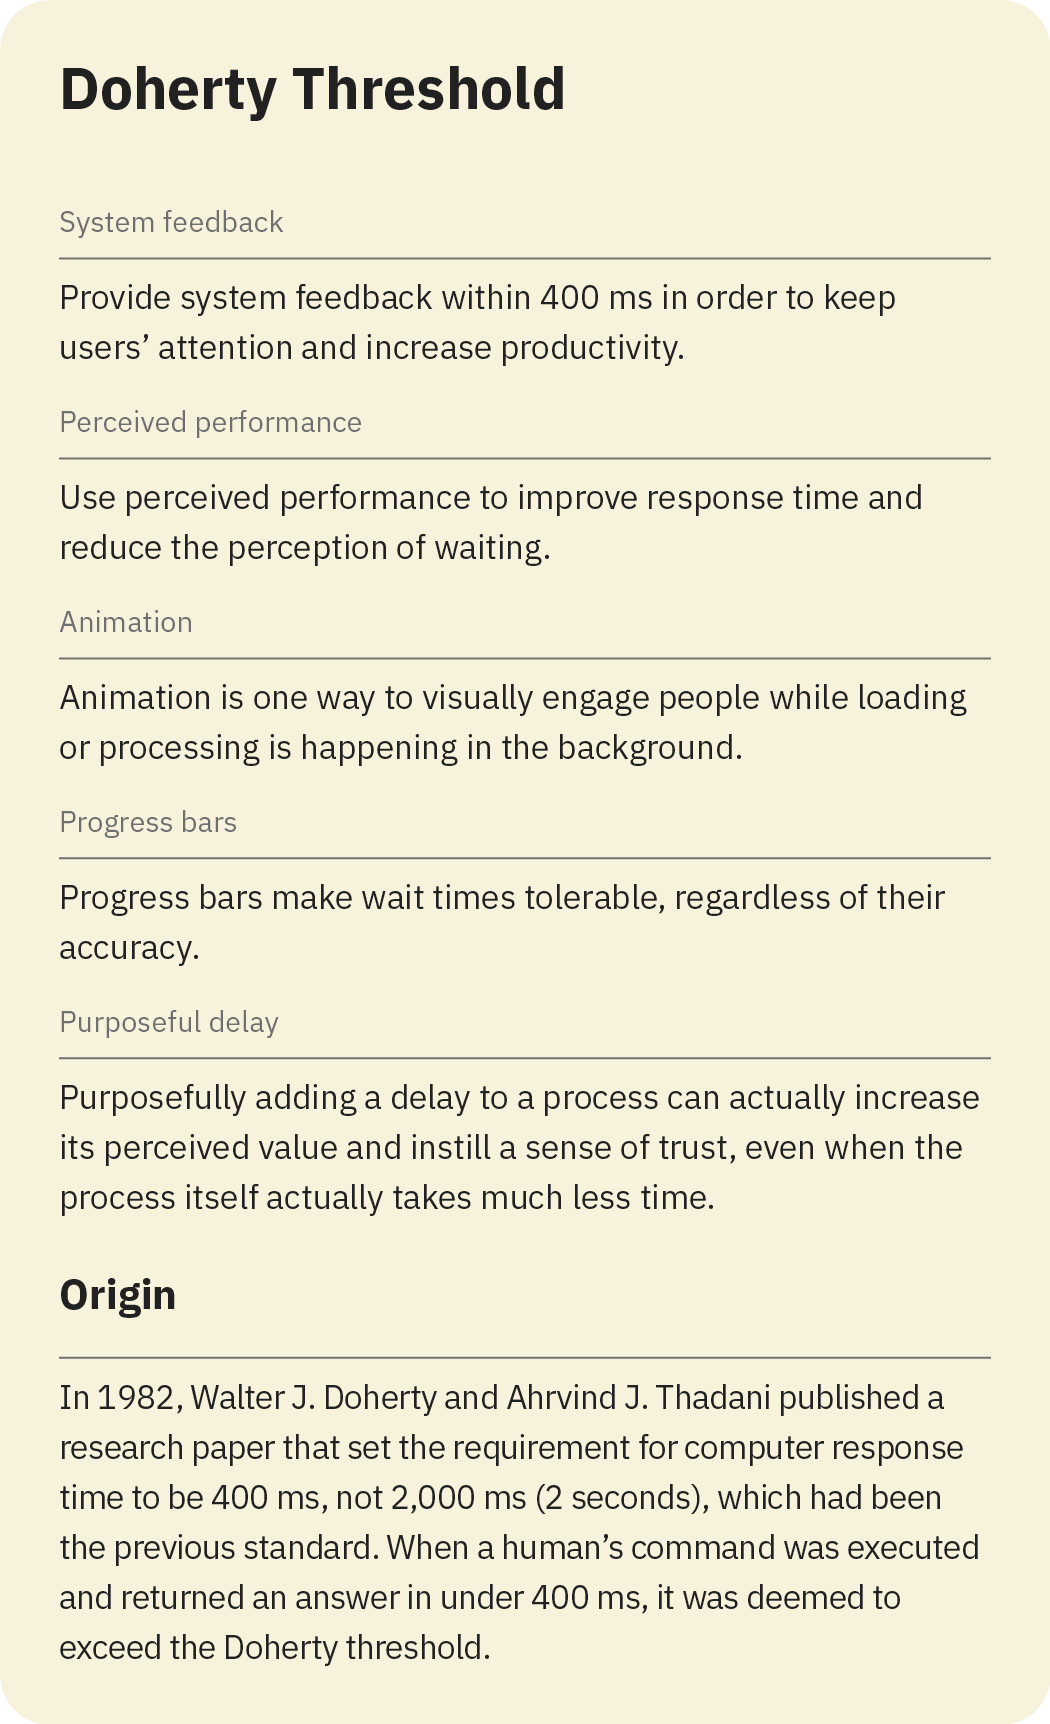 Doherty Threshold
System feedback
Provide system feedback within 400 ms in order to keep
users’ attention and increase productivity.
Perceived performance
Use perceived performance to improve response time and
reduce the perception of waiting.
Animation
Animation is one way to visually engage people while loading
or processing is happening in the background.
Progress bars
Progress bars make wait times tolerable, regardless of their
accuracy.
Purposeful delay
Purposefully adding a delay to a process can actually increase
its perceived value and instill a sense of trust, even when the
process itself actually takes much less time.
Origin
In 1982, Walter J. Doherty and Ahrvind J. Thadani published a
research paper that set the requirement for computer response
time to be 400 ms, not 2,000 ms (2 seconds), which had been
the previous standard. When a human’s command was executed
and returned an answer in under 400 ms, it was deemed to
exceed the Doherty threshold.